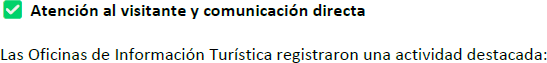 ✅ Atención al visitante y comunicación directa
Las Oficinas de Información Turística registraron una actividad destacada: